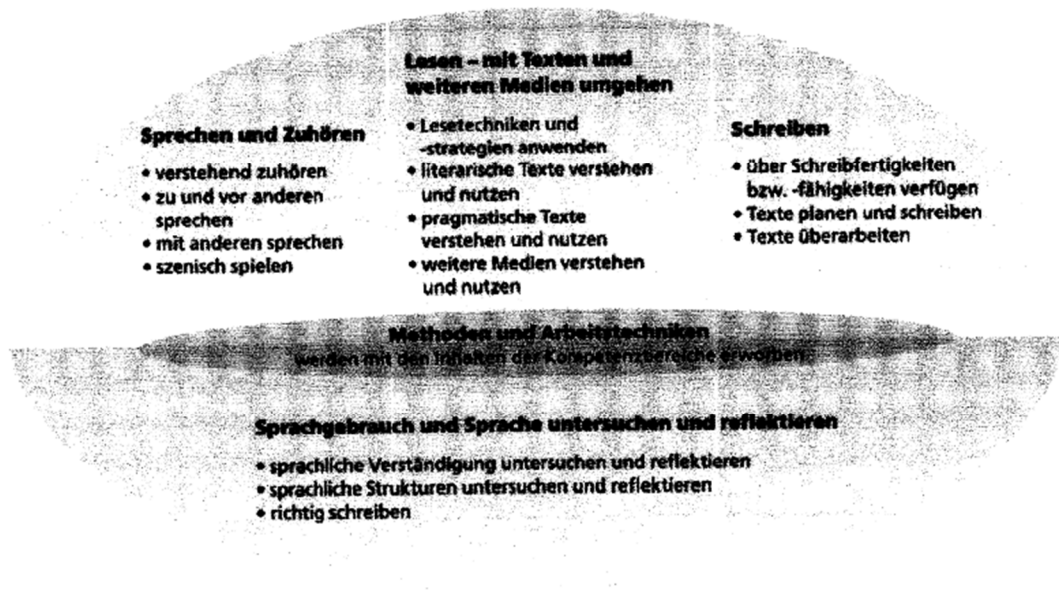 Sprechen und Zuhören
• verstehend zuhören
• zu und vor anderen
sprechen
• mit anderen sprechen
• szenisch spielen
Lesen – mit Texten und
weiteren Medien umgehen
• Lesetechniken und
-strategien anwenden
• literarische Texte verstehen
und nutzen
• pragmatische Texte
verstehen und nutzen
• weitere Medien verstehen
und nutzen
Schreiben
• über Schreibfertigkeiten
bzw. -fähigkeiten verfügen
• Texte planen und schreiben
• Texte überarbeiten
Methoden und Arbeitstechniken
werden mit den Inhalten der Kompetenzbereiche erworben
Sprachgebrauch und Sprache untersuchen und reflektieren
• sprachliche Verständigung untersuchen und reflektieren
• sprachliche Strukturen untersuchen und reflektieren
• richtig schreiben